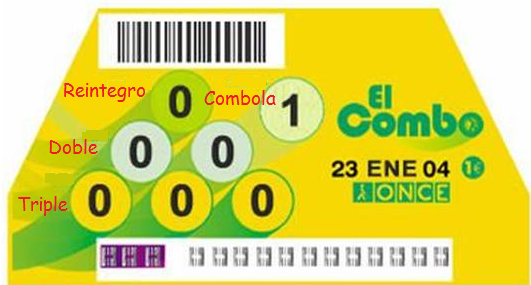 Reintegro 0 Combola 1
El Combo
Doble 0 0
23 ENE 04 1€
ONCE
Triple 0 0 0